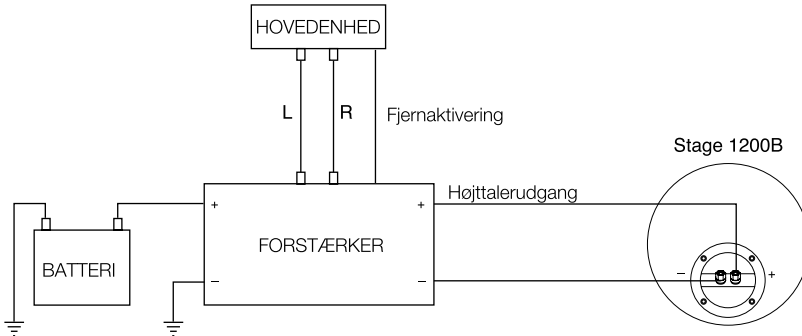 HOVEDENHED
L
R
Fjernaktivering
Stage 1200B
Højttalerudgang
+
+
FORSTÆRKER
BATTERI
–
–
–
+